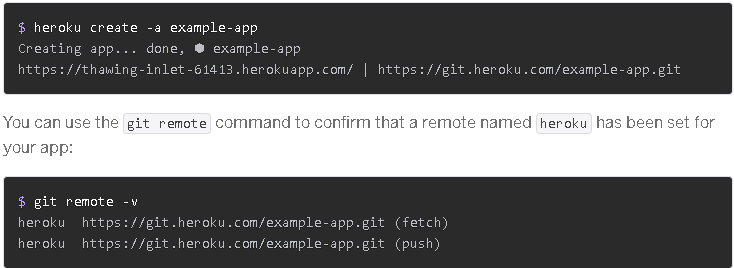 $ heroku create -a example-app
Creating app... done, ⬢ example-app
https://thawing-inlet-61413.herokuapp.com/ | https://git.heroku.com/example-app.git
You can use the git remote command to confirm that a remote named heroku has been set for
your app:
$ git remote -v
heroku  https://git.heroku.com/example-app.git (fetch)
heroku  https://git.heroku.com/example-app.git (push)